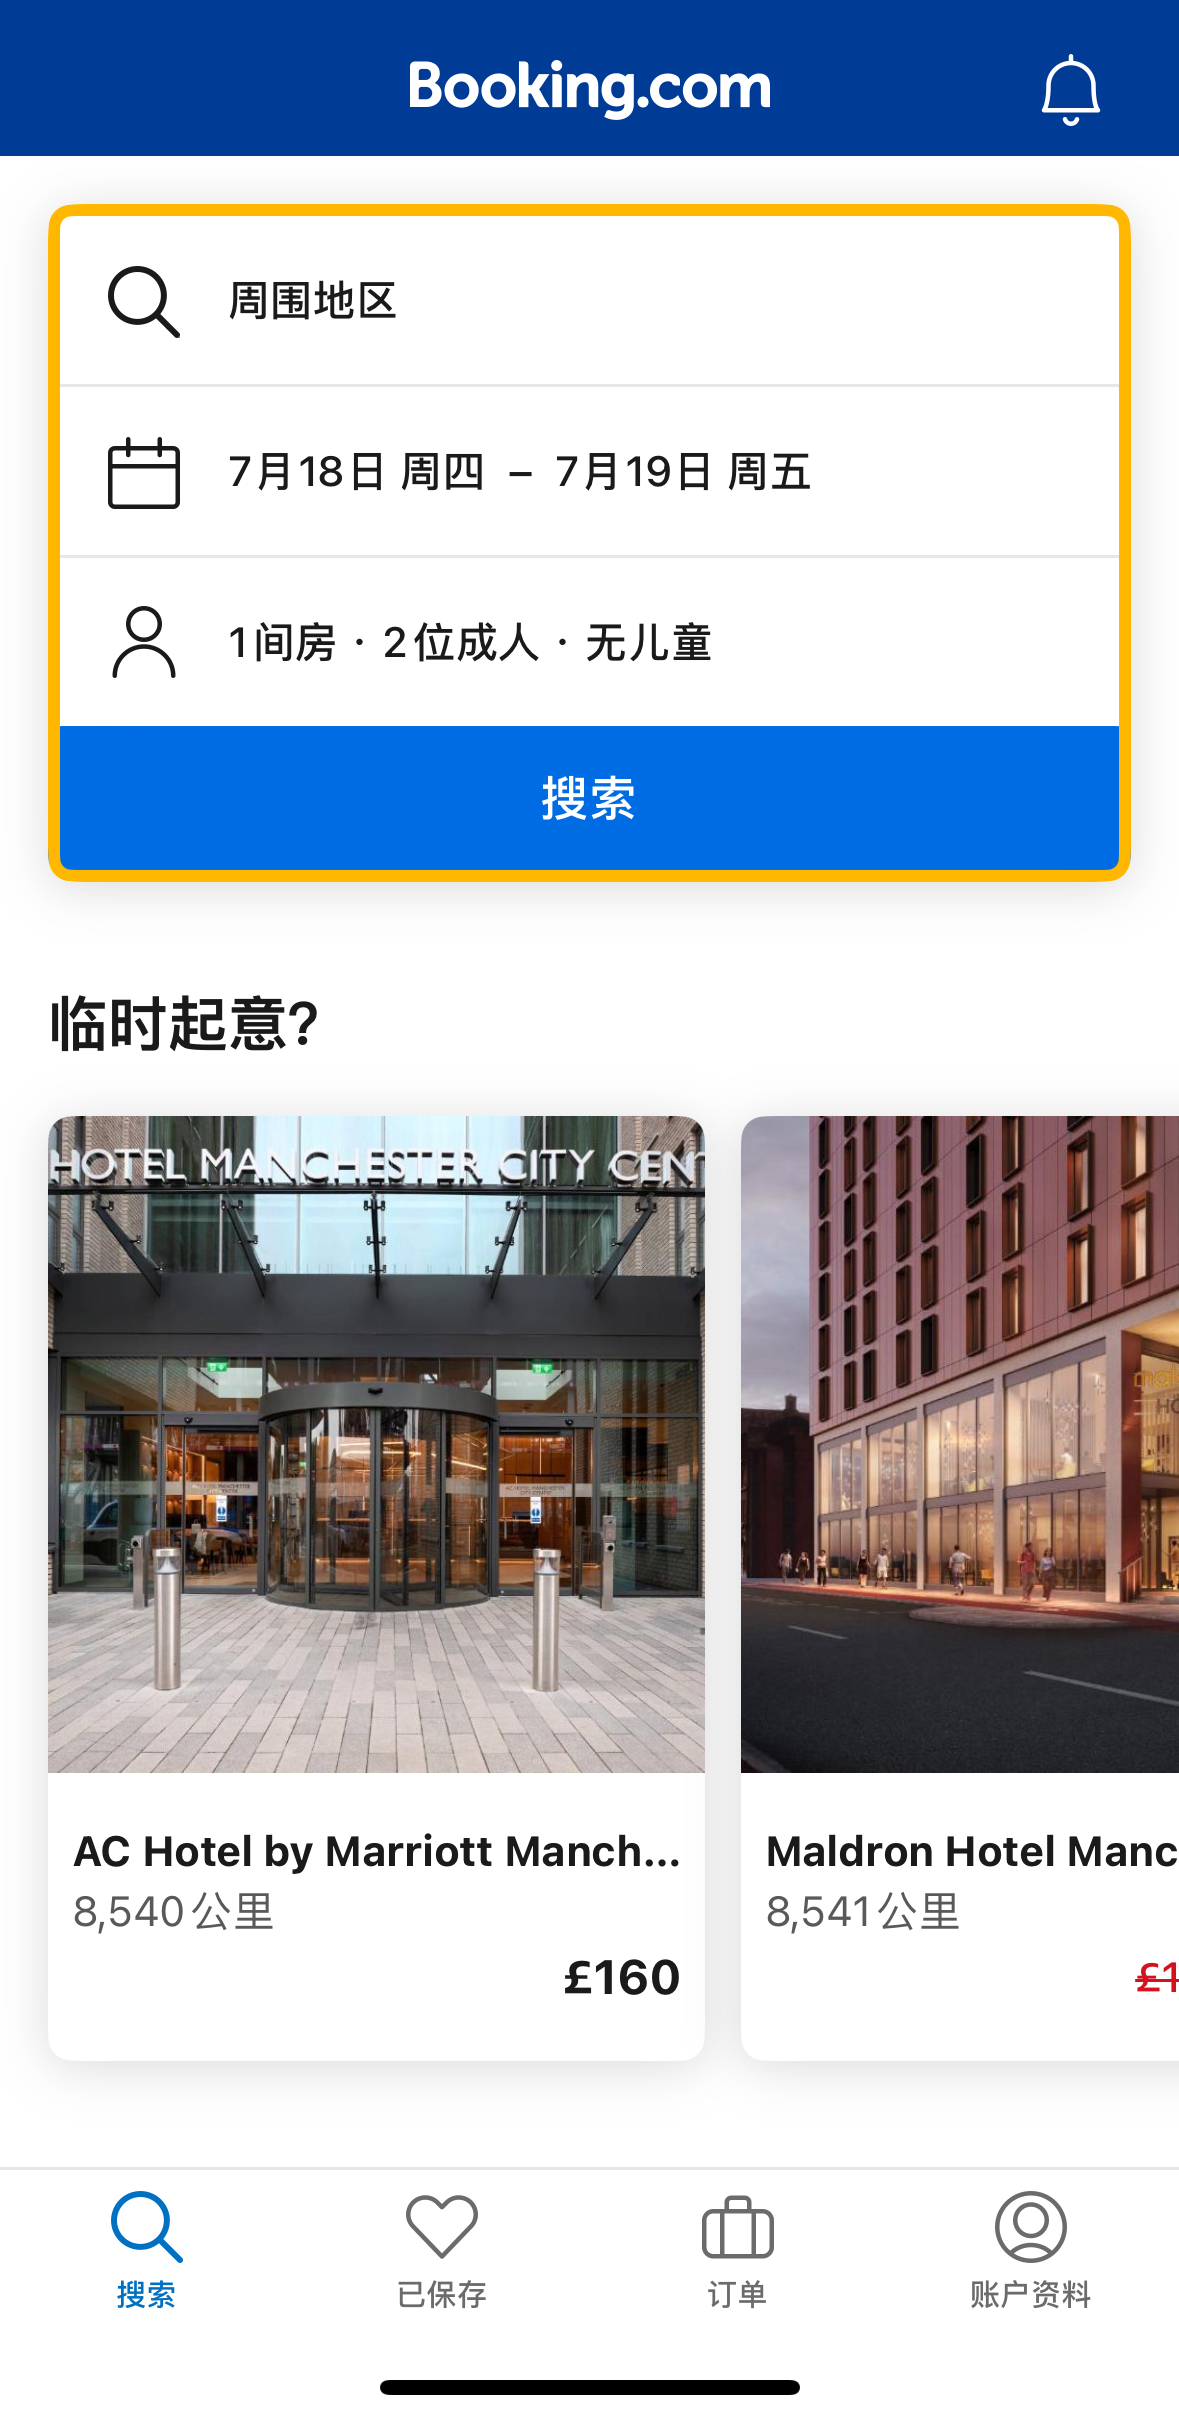 Booking.com
周围地区
7月18日 周四 – 7月19日 周五
1间房 · 2位成人 · 无儿童
搜索
临时起意?
HOTEL MANCHESTER CITY CENT
AC Hotel by Marriott Manch...
8,540公里
£160
Maldron Hotel Manc
8,541公里
£1
搜索
已保存
订单
账户资料